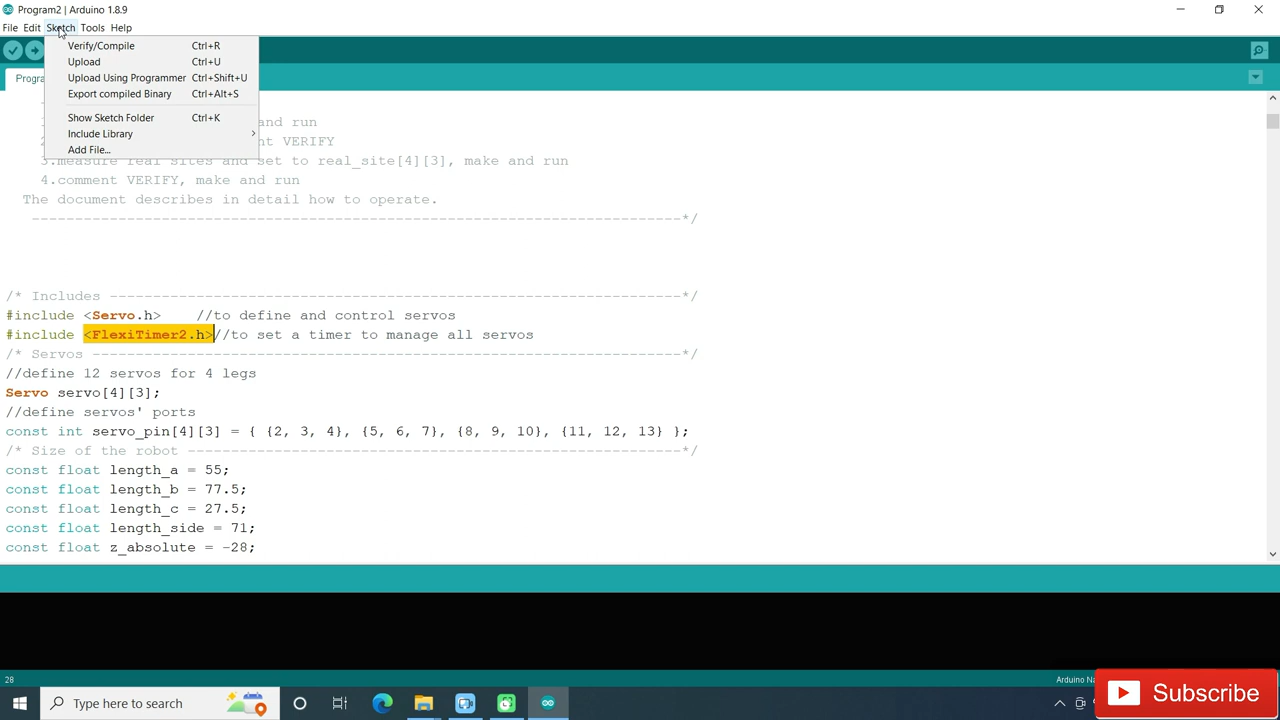 Program2 | Arduino 1.8.9
File Edit Sketch Tools Help
Verify/Compile Ctrl+R
Upload Ctrl+U
Upload Using Programmer Ctrl+Shift+U
Export compiled Binary Ctrl+Alt+S
Show Sketch Folder Ctrl+K
Include Library
Add File...
and run
VERIFY
3.measure real sites and set to real_site[4][3], make and run
4.comment VERIFY, make and run
The document describes in detail how to operate.
---------------------------------------------------------------------------*/
/* Includes ------------------------------------------------------------------*/
#include <Servo.h>    //to define and control servos
#include <FlexiTimer2.h>//to set a timer to manage all servos
/* Servos --------------------------------------------------------------------*/
//define 12 servos for 4 legs
Servo servo[4][3];
//define servos' ports
const int servo_pin[4][3] = { {2, 3, 4}, {5, 6, 7}, {8, 9, 10}, {11, 12, 13} };
/* Size of the robot ---------------------------------------------------------*/
const float length_a = 55;
const float length_b = 77.5;
const float length_c = 27.5;
const float length_side = 71;
const float z_absolute = -28;
28
Type here to search
Subscribe